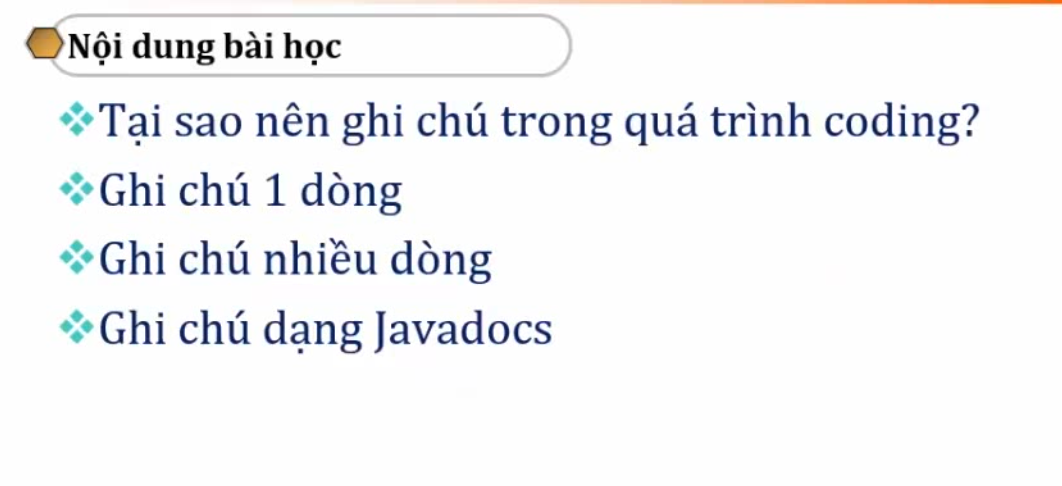 Nội dung bài học
Tại sao nên ghi chú trong quá trình coding?
Ghi chú 1 dòng
Ghi chú nhiều dòng
Ghi chú dạng Javadocs